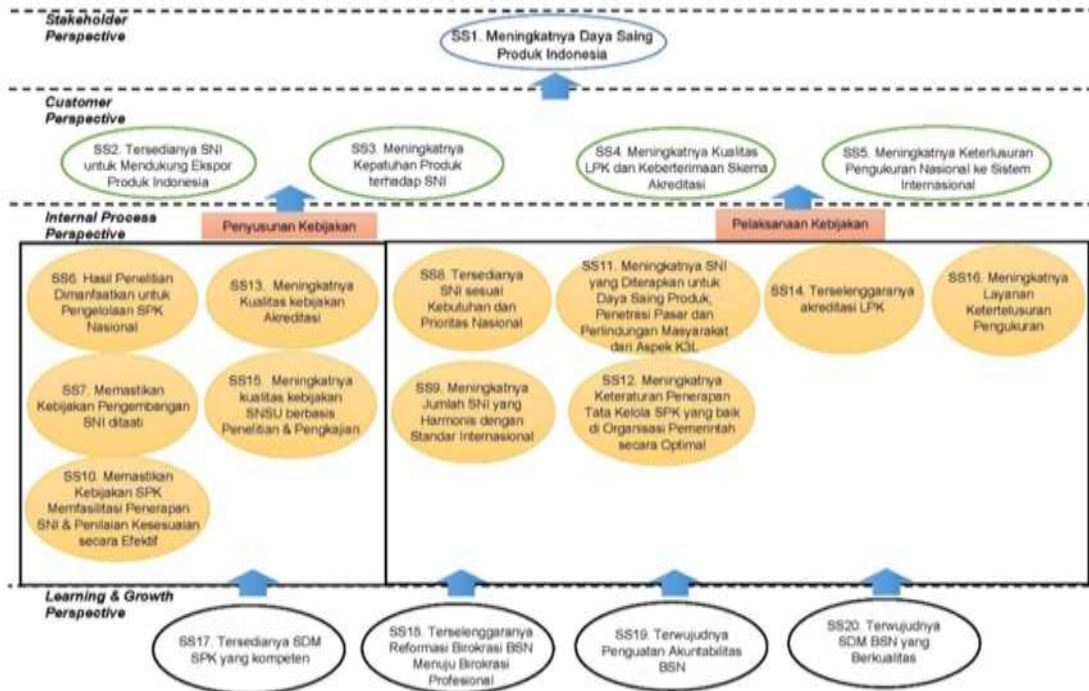 Stakeholder
Perspective
SS1. Meningkatnya Daya Saing
Produk Indonesia
Customer
Perspective
SS2. Tersedianya SNI
untuk Mendukung Ekspor
Produk Indonesia
SS3. Meningkatnya
Kepatuhan Produk
terhadap SNI
SS4. Meningkatnya Kualitas
LPK dan Keberterimaan Skema
Akreditasi
SS5. Meningkatnya Keterlusuran
Pengukuran Nasional ke Sistem
Internasional
Internal Process
Perspective
Penyusunan Kebijakan
Pelaksanaan Kebijakan
SS6. Hasil Penelitian
Dimanfaatkan untuk
Pengelolaan SPK
Nasional
SS13. Meningkatnya
Kualitas kebijakan
Akreditasi
SS7. Memastikan
Kebijakan Pengembangan
SNI ditaati
SS15. Meningkatnya
kualitas kebijakan
SNSU berbasis
Penelitian & Pengkajian
SS10. Memastikan
Kebijakan SPK
Memfasilitasi Penerapan
SNI & Penilaian Kesesuaian
secara Efektif
SS8. Tersedianya
SNI sesuai
Kebutuhan dan
Prioritas Nasional
SS11. Meningkatnya SNI
yang Diterapkan untuk
Daya Saing Produk,
Penetrasi Pasar dan
Perlindungan Masyarakat
dari Aspek K3L
SS14. Terselenggaranya
akreditasi LPK
SS16. Meningkatnya
Layanan
Ketertelusuran
Pengukuran
SS9. Meningkatnya
Jumlah SNI yang
Harmonis dengan
Standar Internasional
SS12. Meningkatnya
Keteraturan Penerapan
Tata Kelola SPK yang baik
di Organisasi Pemerintah
secara Optimal
Learning & Growth
Perspective
SS17. Tersedianya SDM
SPK yang kompeten
SS18. Terselenggaranya
Reformasi Birokrasi BSN
Menuju Birokrasi
Profesional
SS19. Terwujudnya
Penguatan Akuntabilitas
BSN
SS20. Terwujudnya
SDM BSN yang
Berkualitas